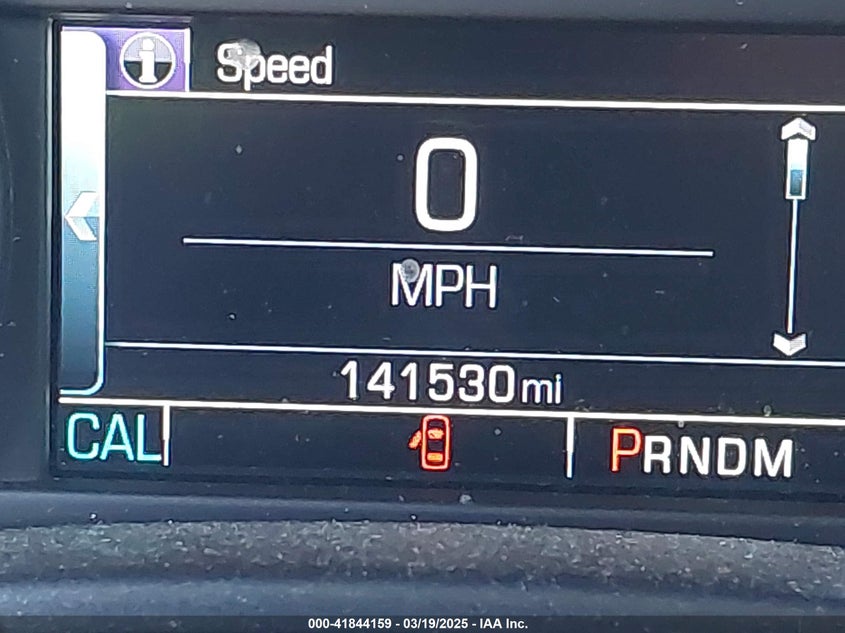 Speed
0
MPH
141530mi
CAL
PRNDM
000-41844159 - 03/19/2025 - IAA Inc.